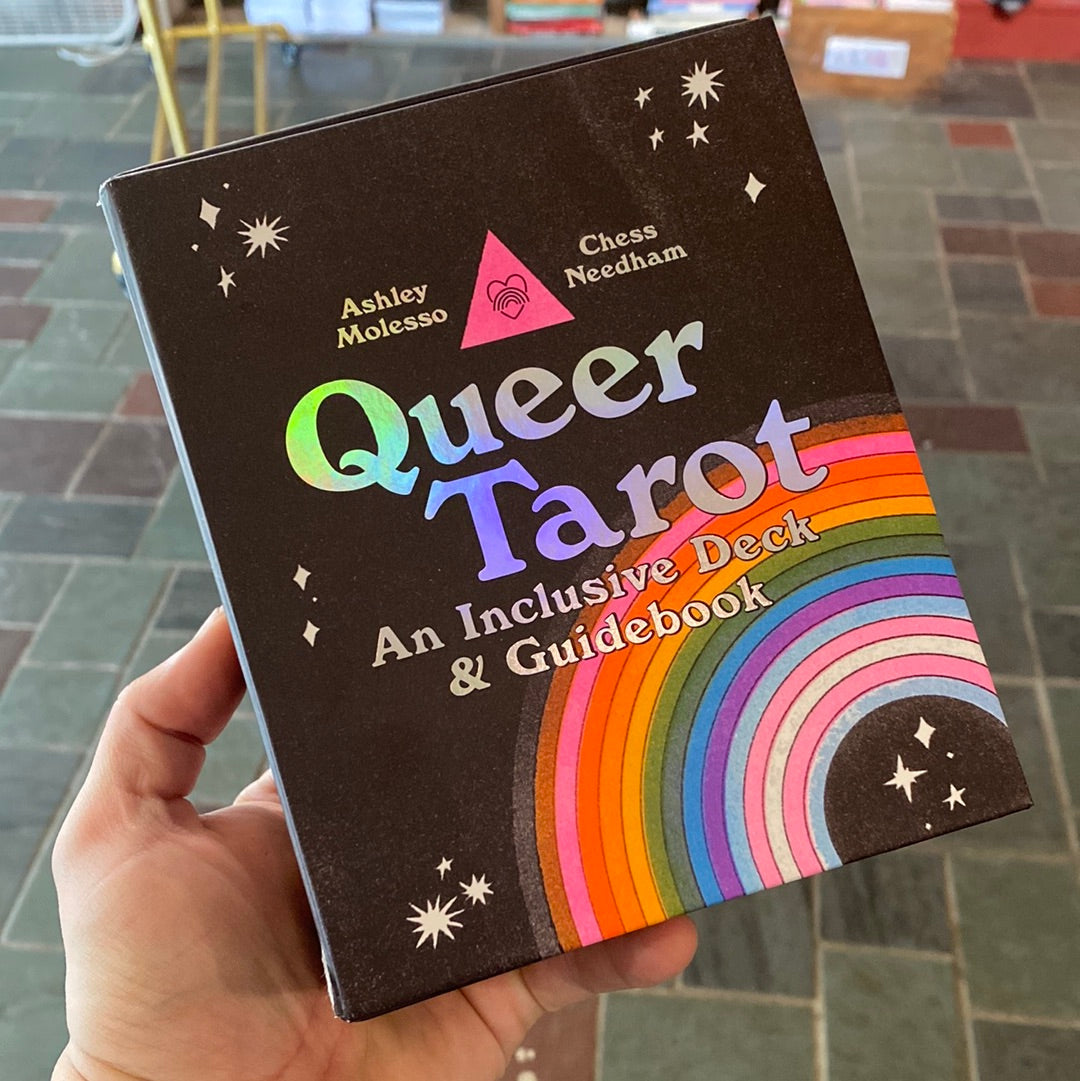 Ashley
Molesso
Chess
Needham
Queer
Tarot
An Inclusive Deck
& Guidebook